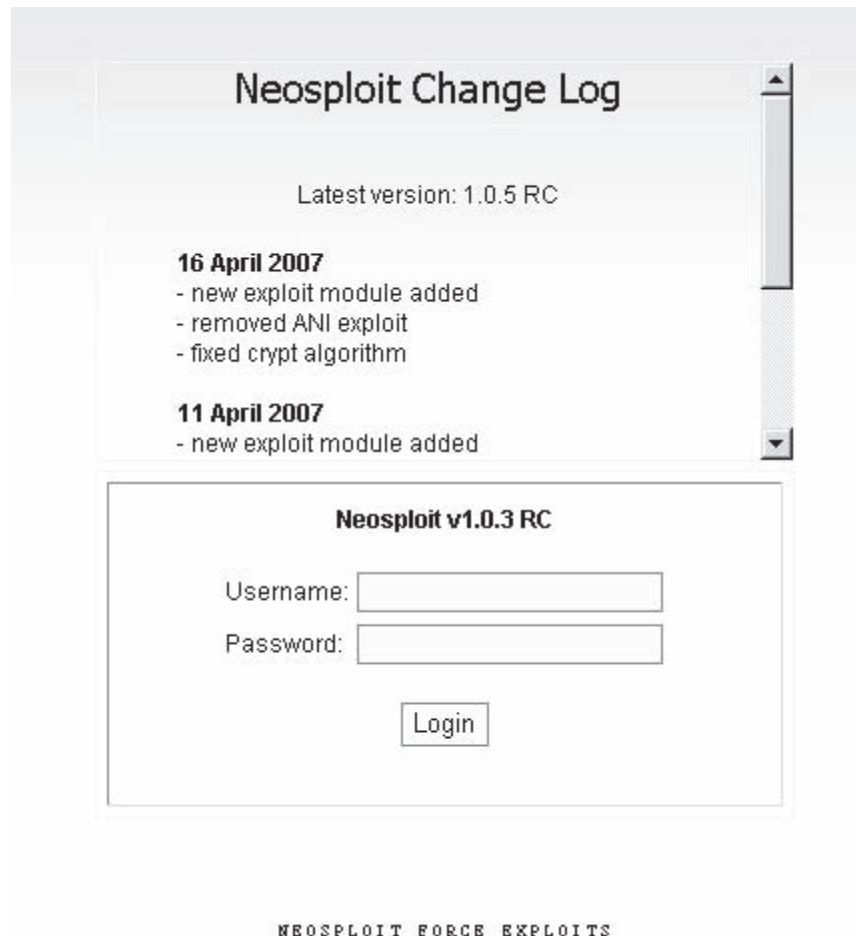 Neosploit Change Log
Latest version: 1.0.5 RC
16 April 2007
- new exploit module added
- removed ANI exploit
- fixed crypt algorithm
11 April 2007
- new exploit module added
Neosploit v1.0.3 RC
Username:
Password:
Login
NEOSPLOIT FORCE EXPLOITS